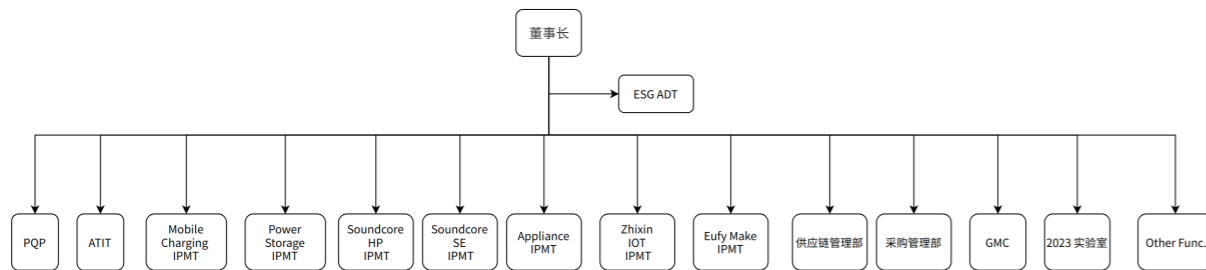 董事长
ESG ADT
PQP
ATIT
Mobile
Charging
IPMT
Power
Storage
IPMT
Soundcore
HP
IPMT
Soundcore
SE
IPMT
Appliance
IPMT
Zhixin
IOT
IPMT
Eufy Make
IPMT
供应链管理部
采购管理部
GMC
2023 实验室
Other Func.